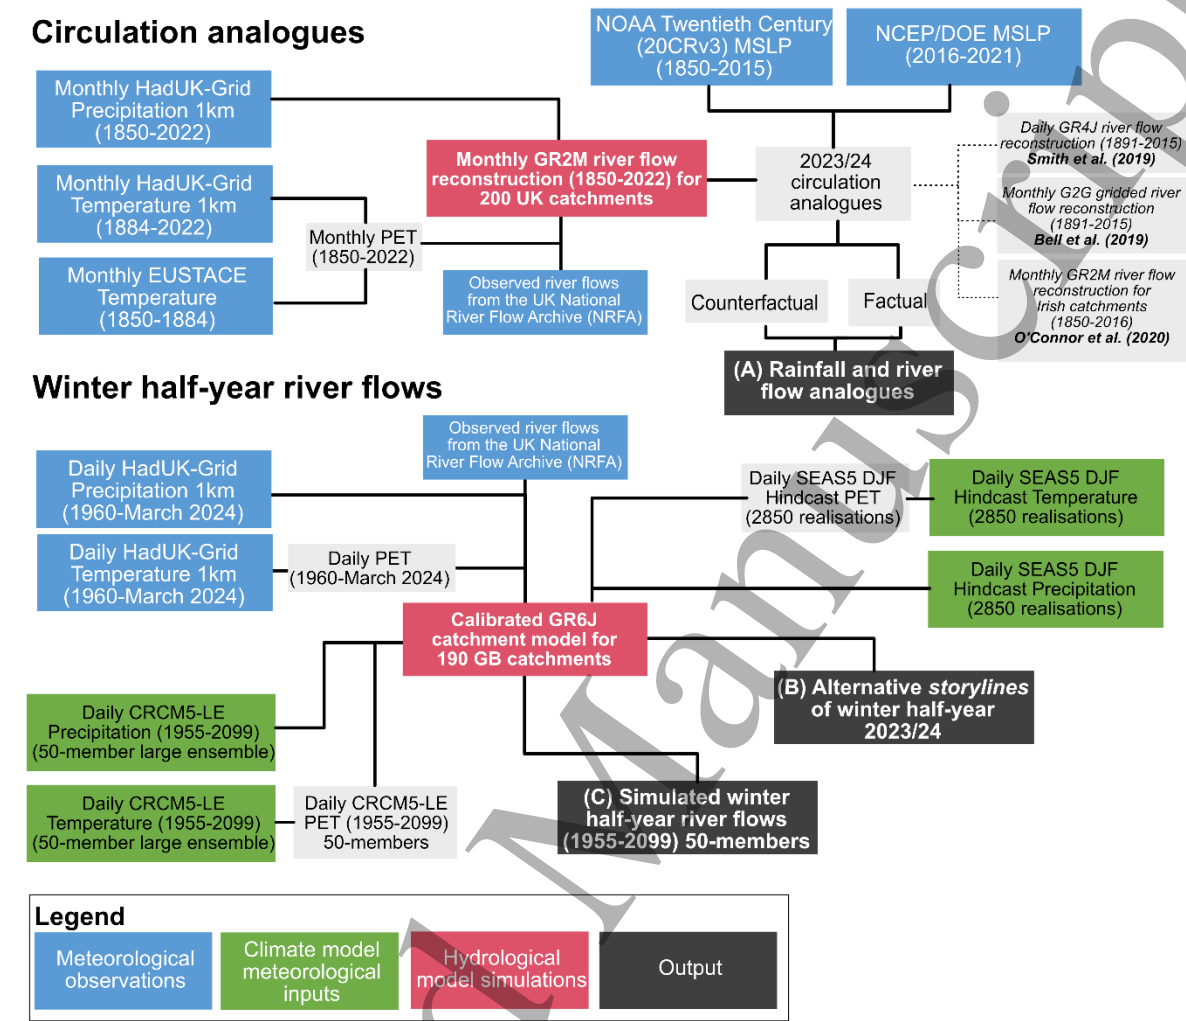 Circulation analogues
NOAA Twentieth Century
(20CRv3) MSLP
(1850-2015)
NCEP/DOE MSLP
(2016-2021)
Monthly HadUK-Grid
Precipitation 1km
(1850-2022)
Monthly HadUK-Grid
Temperature 1km
(1884-2022)
Monthly EUSTACE
Temperature
(1850-1884)
Monthly PET
(1850-2022)
Monthly GR2M river flow
reconstruction (1850-2022) for
200 UK catchments
Observed river flows
from the UK National
River Flow Archive (NRFA)
2023/24
circulation
analogues
Counterfactual
Factual
(A) Rainfall and river
flow analogues
Daily GR4J river flow
reconstruction (1891-2015)
Smith et al. (2019)
Monthly G2G gridded river
flow reconstruction
(1891-2015)
Bell et al. (2019)
Monthly GR2M river flow
reconstruction for
Irish catchments
(1850-2016)
O'Connor et al. (2020)
Winter half-year river flows
Observed river flows
from the UK National
River Flow Archive (NRFA)
Daily HadUK-Grid
Precipitation 1km
(1960-March 2024)
Daily HadUK-Grid
Temperature 1km
(1960-March 2024)
Daily PET
(1960-March 2024)
Daily SEAS5 DJF
Hindcast PET
(2850 realisations)
Daily SEAS5 DJF
Hindcast Temperature
(2850 realisations)
Daily SEAS5 DJF
Hindcast Precipitation
(2850 realisations)
Calibrated GR6J
catchment model for
190 GB catchments
(B) Alternative storylines
of winter half-year
2023/24
Daily CRCM5-LE
Precipitation (1955-2099)
(50-member large ensemble)
Daily CRCM5-LE
Temperature (1955-2099)
(50-member large ensemble)
Daily CRCM5-LE
PET (1955-2099)
50-members
(C) Simulated winter
half-year river flows
(1955-2099) 50-members
Legend
Meteorological
observations
Climate model
meteorological
inputs
Hydrological
model simulations
Output
d Manuscrip